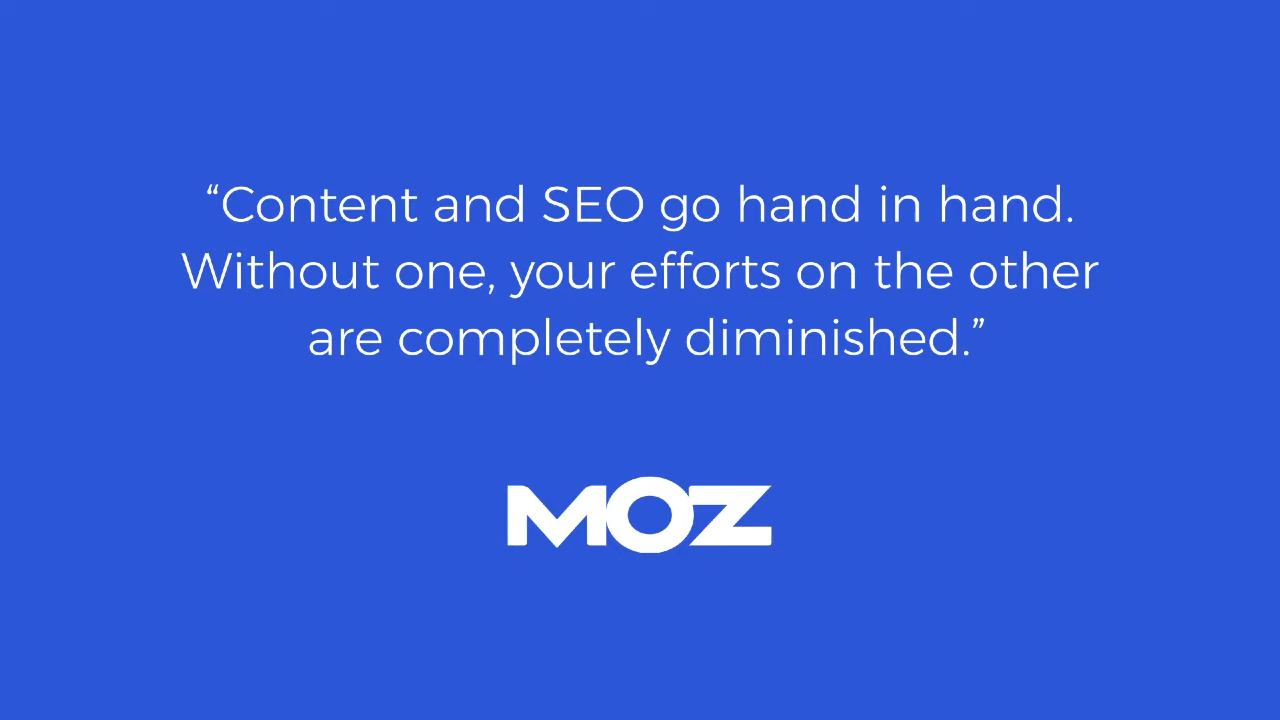 “Content and SEO go hand in hand.
Without one, your efforts on the other
are completely diminished.”
MOZ